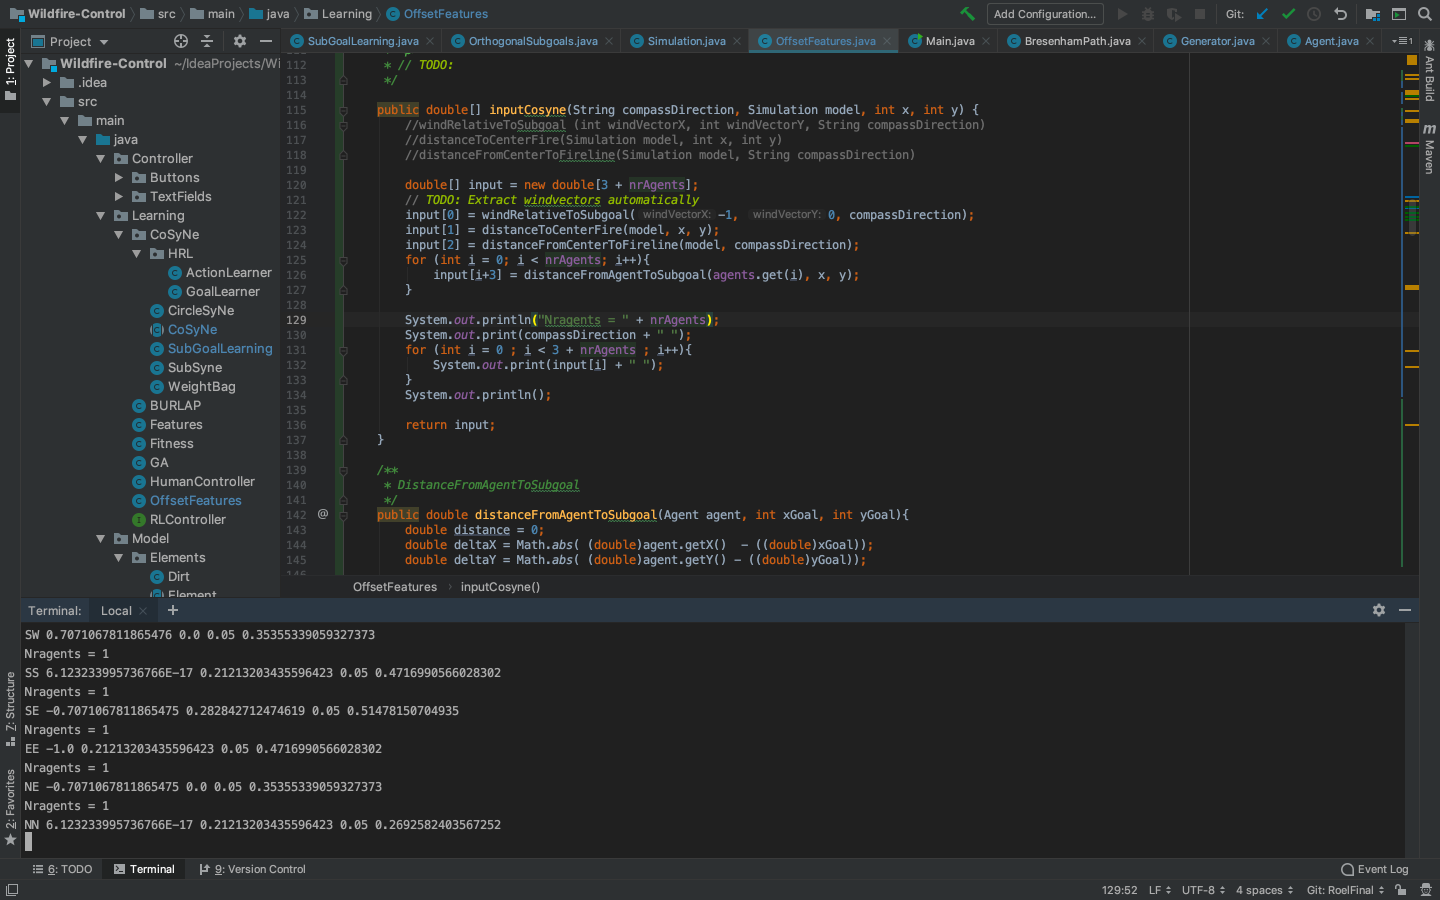 Wildfire-Control src main java Learning OffsetFeatures Add Configuration... Git:
1: Project
Project
SubGoalLearning.java OrthogonalSubgoals.java Simulation.java OffsetFeatures.java Main.java BresenhamPath.java Generator.java Agent.java
Wildfire-Control ~/IdeaProjects/Wi
.idea
src
main
java
Controller
Buttons
TextFields
Learning
CoSyNe
HRL
ActionLearner
GoalLearner
CircleSyNe
CoSyNe
SubGoalLearning
SubSyne
WeightBag
BURLAP
Features
Fitness
GA
HumanController
OffsetFeatures
RLController
Model
Elements
Dirt
Element
112 * // TODO:
113 */
114
115 public double[] inputCosyne(String compassDirection, Simulation model, int x, int y) {
116 //windRelativeToSubgoal (int windVectorX, int windVectorY, String compassDirection)
117 //distanceToCenterFire(Simulation model, int x, int y)
118 //distanceFromCenterToFireline(Simulation model, String compassDirection)
119
120 double[] input = new double[3 + nrAgents];
121 // TODO: Extract windvectors automatically
122 input[0] = windRelativeToSubgoal( windVectorX: -1, windVectorY: 0, compassDirection);
123 input[1] = distanceToCenterFire(model, x, y);
124 input[2] = distanceFromCenterToFireline(model, compassDirection);
125 for (int i = 0; i < nrAgents; i++){
126 input[i+3] = distanceFromAgentToSubgoal(agents.get(i), x, y);
127 }
128
129 System.out.println("Nragents = " + nrAgents);
130 System.out.print(compassDirection + " ");
131 for (int i = 0 ; i < 3 + nrAgents ; i++){
132 System.out.print(input[i] + " ");
133 }
134 System.out.println();
135
136 return input;
137 }
138
139 /**
140 * DistanceFromAgentToSubgoal
141 */
142 @ public double distanceFromAgentToSubgoal(Agent agent, int xGoal, int yGoal){
143 double distance = 0;
144 double deltaX = Math.abs( (double)agent.getX() - ((double)xGoal));
145 double deltaY = Math.abs( (double)agent.getY() - ((double)yGoal));
OffsetFeatures inputCosyne()
Ant Build
m Maven
Terminal: Local +
SW 0.7071067811865476 0.0 0.05 0.35355339059327373
Nragents = 1
SS 6.123233995736766E-17 0.21213203435596423 0.05 0.4716990566028302
Nragents = 1
SE -0.7071067811865475 0.282842712474619 0.05 0.51478150704935
Nragents = 1
EE -1.0 0.21213203435596423 0.05 0.4716990566028302
Nragents = 1
NE -0.7071067811865475 0.0 0.05 0.35355339059327373
Nragents = 1
NN 6.123233995736766E-17 0.21213203435596423 0.05 0.2692582403567252
Z: Structure
2: Favorites
6: TODO Terminal 9: Version Control Event Log
129:52 LF UTF-8 4 spaces Git: RoelFinal